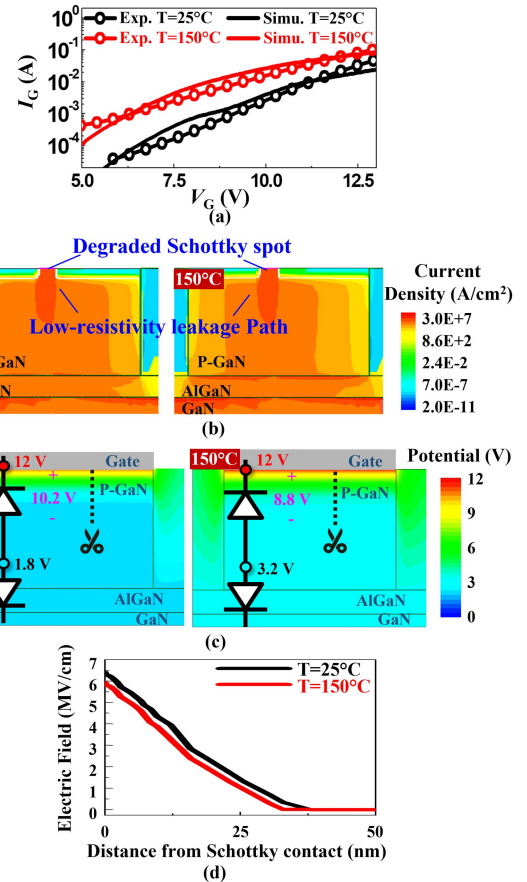 Exp. T=25°C Simu. T=25°C
Exp. T=150°C Simu. T=150°C
10⁰
10⁻¹
10⁻²
10⁻³
10⁻⁴
I_G (A)
5.0 7.5 10.0 12.5
V_G (V)
(a)
Degraded Schottky spot
150°C
Low-resistivity leakage Path
GaN P-GaN
N AlGaN
GaN
Current
Density (A/cm²)
3.0E+7
8.6E+2
2.4E-2
7.0E-7
2.0E-11
(b)
12 V Gate
+
P-GaN
10.2 V
-
1.8 V
AlGaN
GaN
150°C 12 V Gate
+
P-GaN
8.8 V
-
3.2 V
AlGaN
GaN
Potential (V)
12
9
6
3
0
(c)
7
6
5
4
3
2
1
0
Electric Field (MV/cm)
T=25°C
T=150°C
0 25 50
Distance from Schottky contact (nm)
(d)